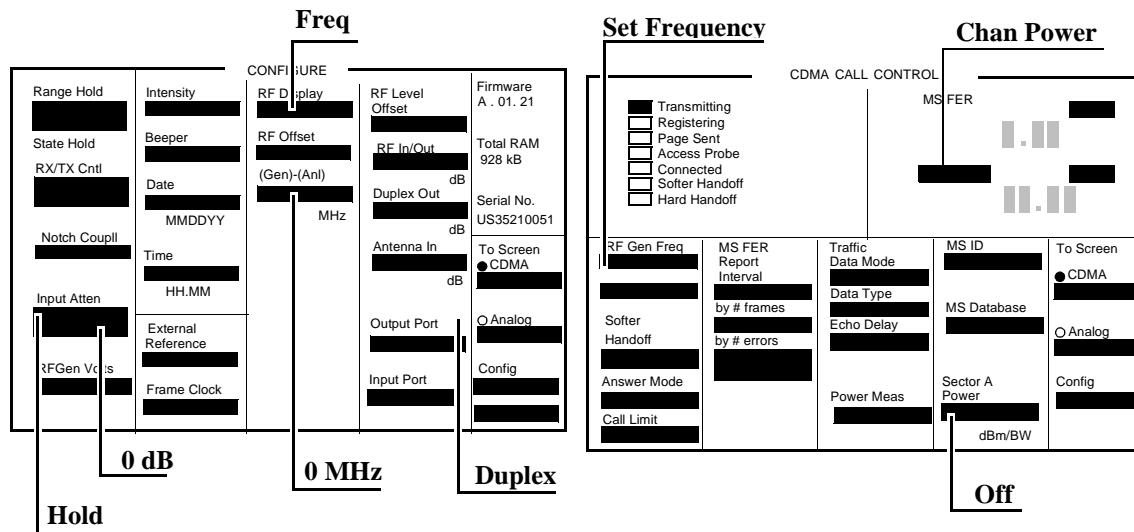 Freq
CONFIGURE
Range Hold
State Hold
RX/TX Cntl
Notch Coupll
Input Atten
RFGen Volts
Intensity
Beeper
Date
MMDDYY
Time
HH.MM
External
Reference
Frame Clock
RF Display
RF Offset
(Gen)-(Anl)
MHz
RF Level
Offset
RF In/Out
dB
Duplex Out
dB
Antenna In
dB
Output Port
Input Port
Firmware
A . 01. 21
Total RAM
928 kB
Serial No.
US35210051
To Screen
CDMA
Analog
Config
0 dB
0 MHz
Duplex
Hold
Set Frequency
Chan Power
CDMA CALL CONTROL
Transmitting
Registering
Page Sent
Access Probe
Connected
Softer Handoff
Hard Handoff
MS FER
RF Gen Freq
Softer
Handoff
Answer Mode
Call Limit
MS FER
Report
Interval
by # frames
by # errors
Traffic
Data Mode
Data Type
Echo Delay
Power Meas
MS ID
MS Database
Sector A
Power
dBm/BW
To Screen
CDMA
Analog
Config
Off